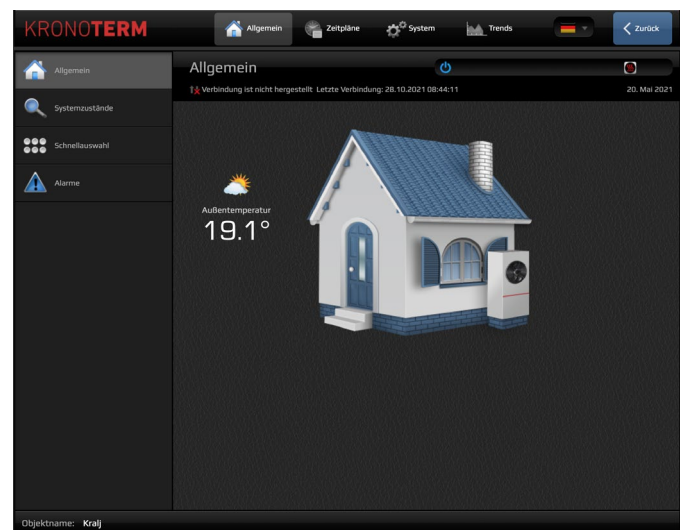 KRONOTERM
Allgemein
Zeitpläne
System
Trends
Zurück
Allgemein
Systemzustände
Schnellauswahl
Alarme
Allgemein
Verbindung ist nicht hergestellt Letzte Verbindung: 28.10.2021 08:44:11
20. Mai 2021
Außentemperatur
19.1°
Objektname: Kralj